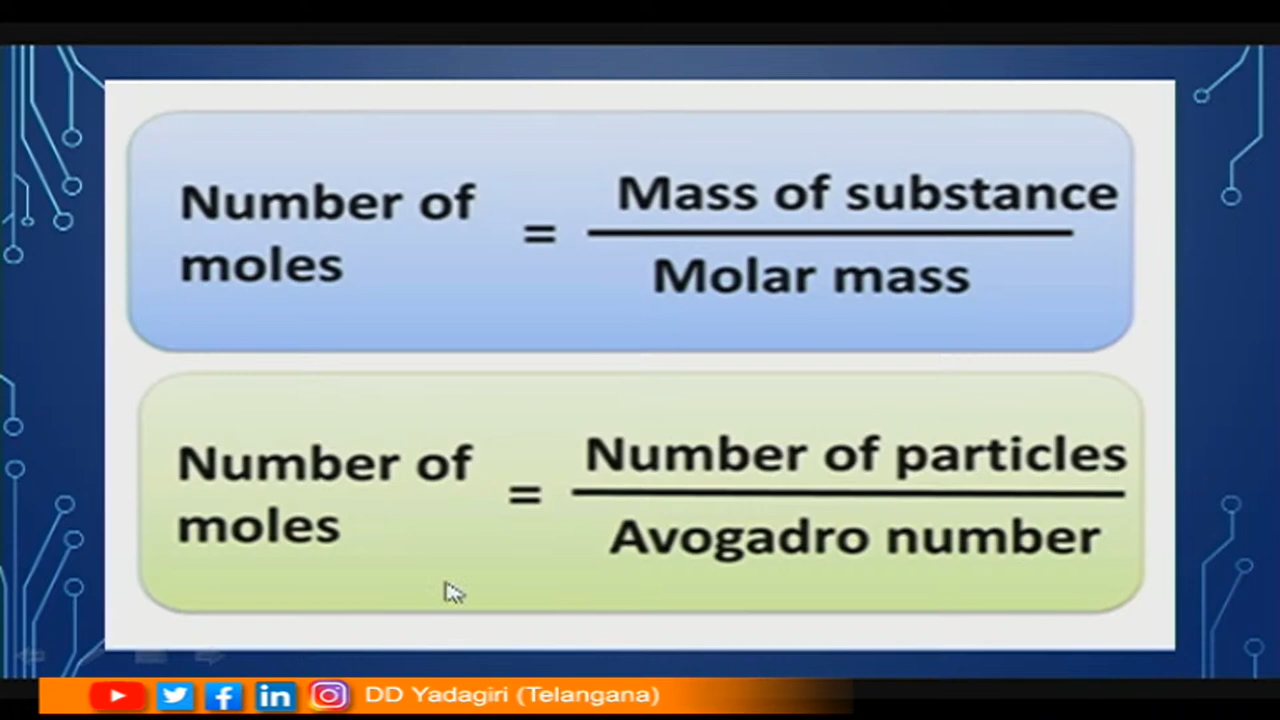 Number of
moles
=
Mass of substance
Molar mass
Number of
moles
=
Number of particles
Avogadro number
DD Yadagiri (Telangana)